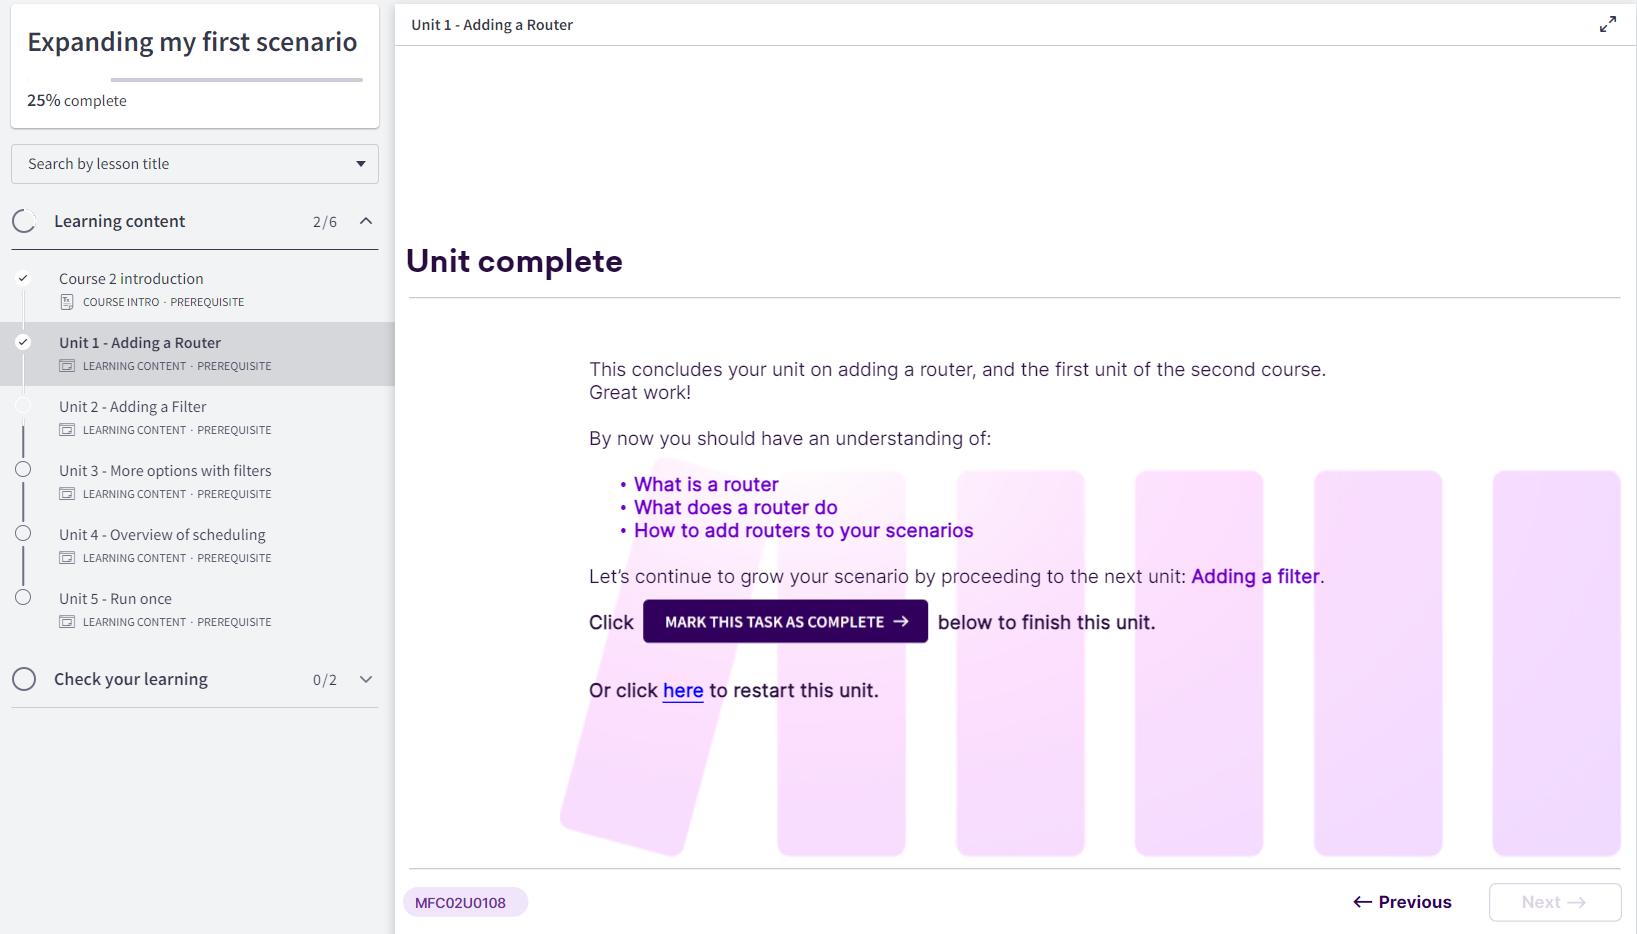 Expanding my first scenario
25% complete
Search by lesson title
Learning content 2/6
Course 2 introduction
COURSE INTRO · PREREQUISITE
Unit 1 - Adding a Router
LEARNING CONTENT · PREREQUISITE
Unit 2 - Adding a Filter
LEARNING CONTENT · PREREQUISITE
Unit 3 - More options with filters
LEARNING CONTENT · PREREQUISITE
Unit 4 - Overview of scheduling
LEARNING CONTENT · PREREQUISITE
Unit 5 - Run once
LEARNING CONTENT · PREREQUISITE
Check your learning 0/2
Unit 1 - Adding a Router
Unit complete
This concludes your unit on adding a router, and the first unit of the second course.
Great work!
By now you should have an understanding of:
• What is a router
• What does a router do
• How to add routers to your scenarios
Let’s continue to grow your scenario by proceeding to the next unit: Adding a filter.
Click MARK THIS TASK AS COMPLETE → below to finish this unit.
Or click here to restart this unit.
MFC02U0108
← Previous
Next →